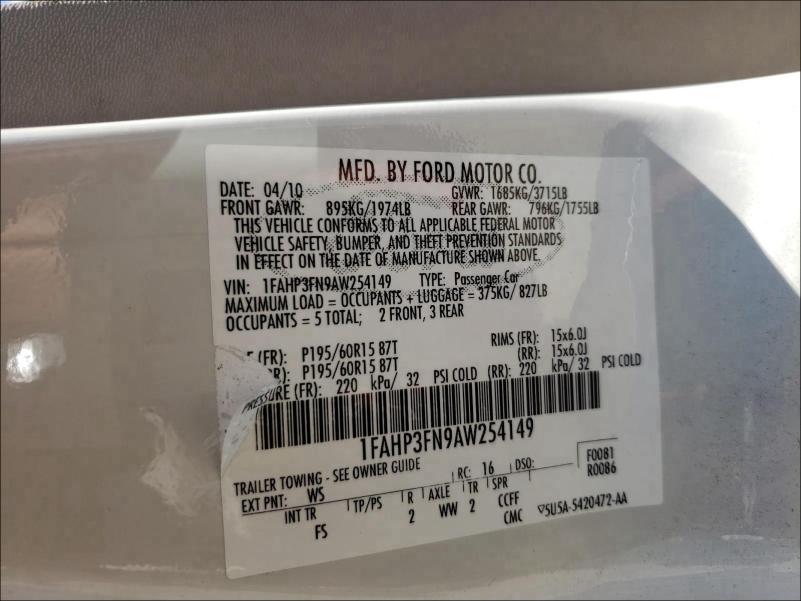 MFD. BY FORD MOTOR CO.
DATE: 04/10 GVWR: 1685KG/3715LB
FRONT GAWR: 895KG/1974LB REAR GAWR: 796KG/1755LB
THIS VEHICLE CONFORMS TO ALL APPLICABLE FEDERAL MOTOR
VEHICLE SAFETY, BUMPER, AND THEFT PREVENTION STANDARDS
IN EFFECT ON THE DATE OF MANUFACTURE SHOWN ABOVE.
VIN: 1FAHP3FN9AW254149 TYPE: Passenger Car
MAXIMUM LOAD = OCCUPANTS + LUGGAGE = 375KG/ 827LB
OCCUPANTS = 5 TOTAL; 2 FRONT, 3 REAR
(FR): P195/60R15 87T RIMS (FR): 15x6.0J
P195/60R15 87T (RR): 15x6.0J
PRESSURE (FR): 220 kPa/ 32 PSI COLD (RR): 220 kPa/ 32 PSI COLD
1FAHP3FN9AW254149
TRAILER TOWING - SEE OWNER GUIDE
EXT PNT: WS RC: 16 DSO: F0081
R0086
INT TR TP/PS R AXLE TR SPR
FS 2 WW 2 CCFF
CMC 5U5A-5420472-AA